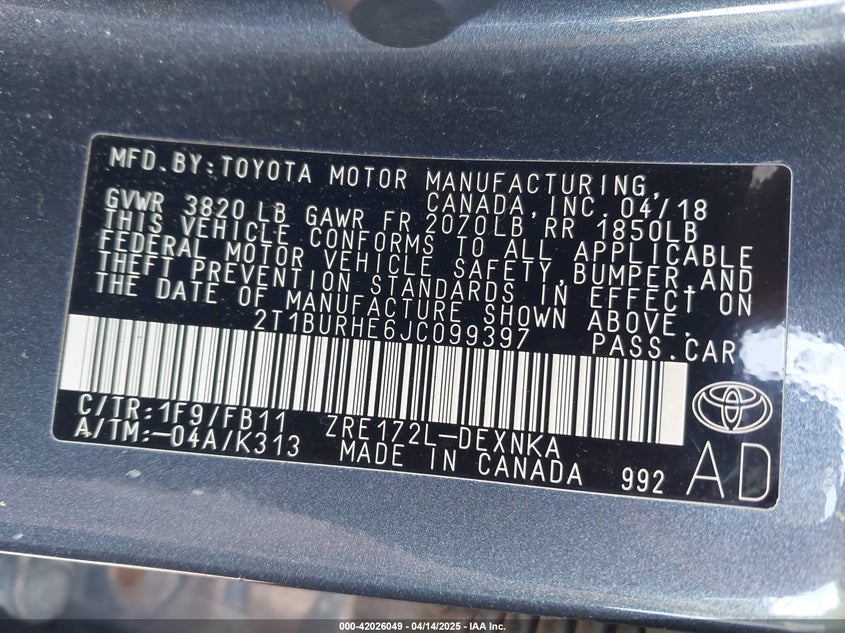 MFD. BY: TOYOTA MOTOR MANUFACTURING,
CANADA, INC. 04/18
GVWR 3820 LB GAWR FR 2070LB RR 1850LB
THIS VEHICLE CONFORMS TO ALL APPLICABLE
FEDERAL MOTOR VEHICLE SAFETY, BUMPER, AND
THEFT PREVENTION STANDARDS IN EFFECT ON
THE DATE OF MANUFACTURE SHOWN ABOVE.
2T1BURHE6JC099397 PASS. CAR
C/TR: 1F9/FB11 ZRE172L-DEXNKA
A/TM: -04A/K313 MADE IN CANADA 992 AD
000-42026049 - 04/14/2025 - IAA Inc.